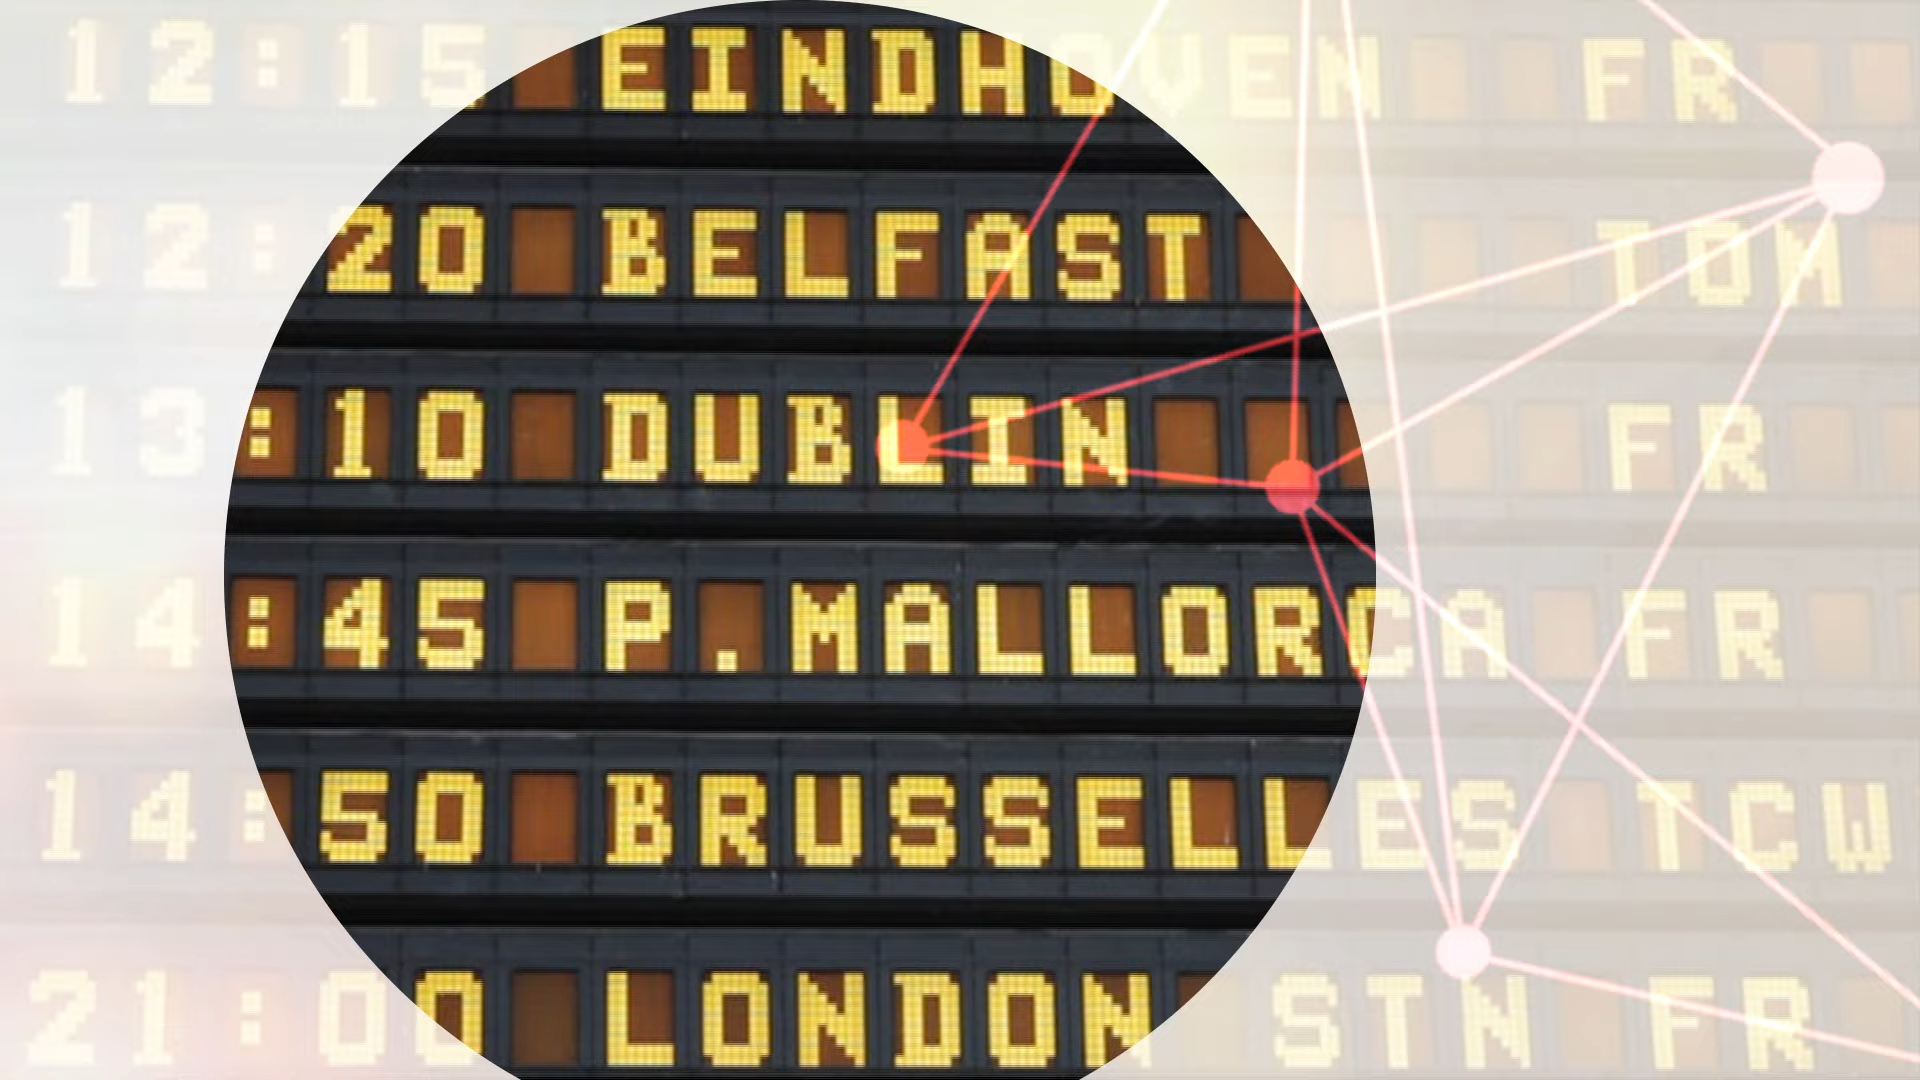 12:15 EINDHOVEN FR
12:20 BELFAST TOM
13:10 DUBLIN FR
14:45 P.MALLORCA FR
14:50 BRUSSELLES TCW
21:00 LONDON STN FR